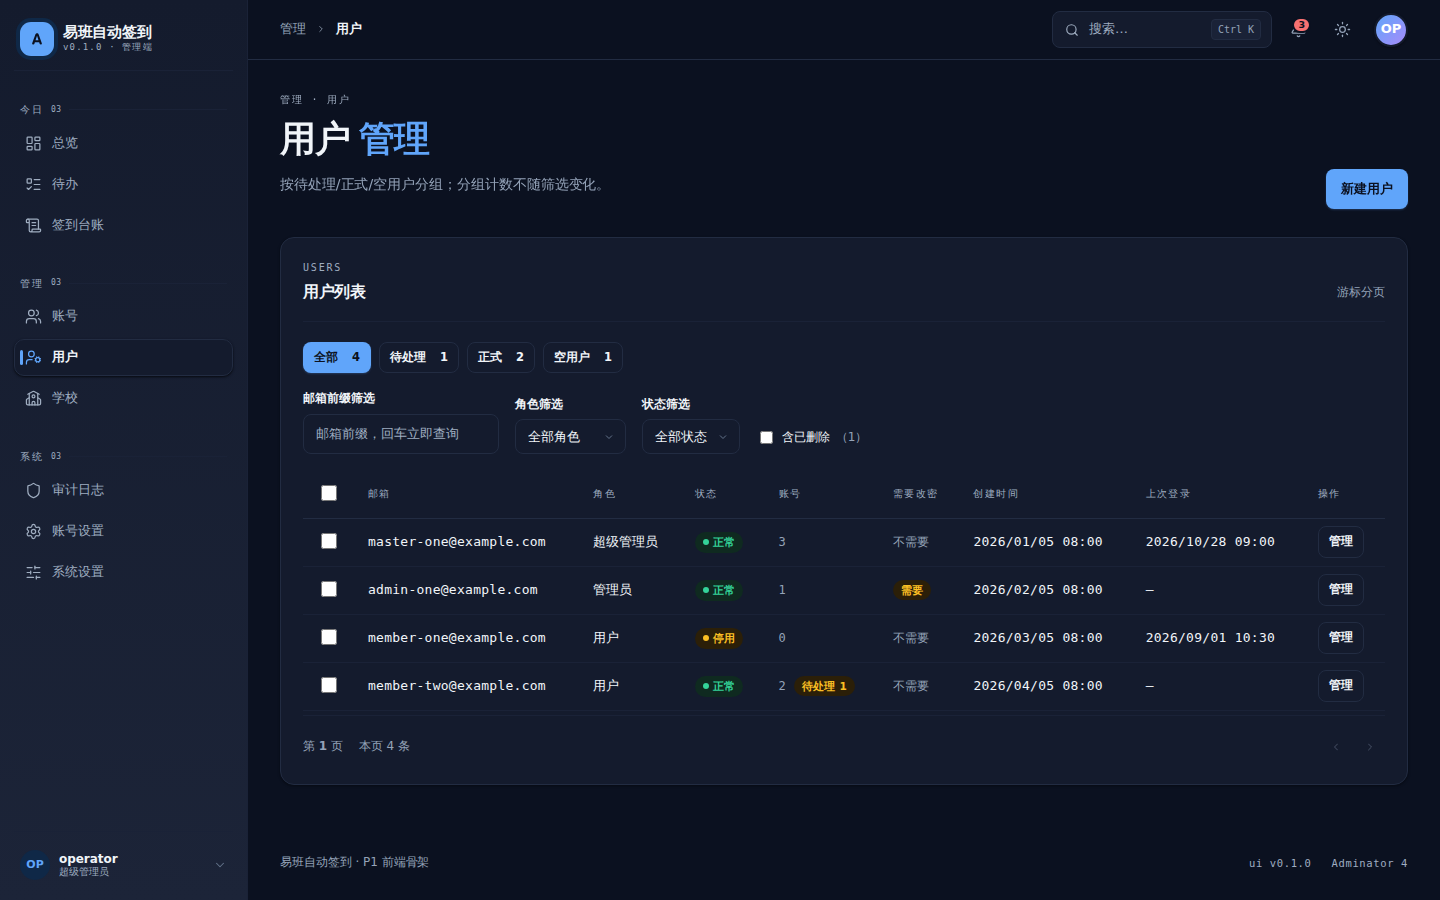 易班自动签到
v0.1.0 · 管理端
今日 03
总览
待办
签到台账
管理 03
账号
用户
学校
系统 03
审计日志
账号设置
系统设置
OP operator
超级管理员
管理 › 用户
搜索… Ctrl K
3
OP
管理 · 用户
用户 管理
按待处理/正式/空用户分组；分组计数不随筛选变化。
新建用户
USERS
用户列表
游标分页
全部 4 待处理 1 正式 2 空用户 1
邮箱前缀筛选 角色筛选 状态筛选
邮箱前缀，回车立即查询 全部角色 全部状态 含已删除 （1）
邮箱 角色 状态 账号 需要改密 创建时间 上次登录 操作
master-one@example.com 超级管理员 正常 3 不需要 2026/01/05 08:00 2026/10/28 09:00 管理
admin-one@example.com 管理员 正常 1 需要 2026/02/05 08:00 — 管理
member-one@example.com 用户 停用 0 不需要 2026/03/05 08:00 2026/09/01 10:30 管理
member-two@example.com 用户 正常 2 待处理 1 不需要 2026/04/05 08:00 — 管理
第 1 页 本页 4 条
易班自动签到 · P1 前端骨架
ui v0.1.0 Adminator 4